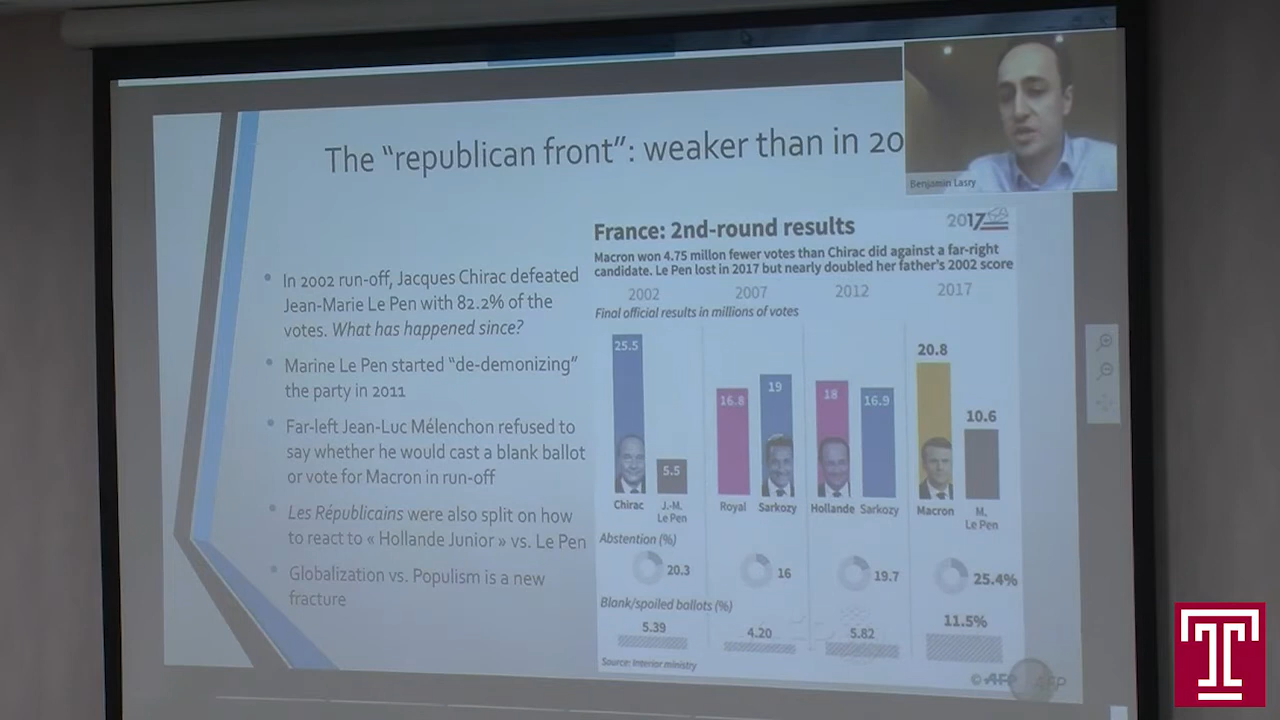 The "republican front": weaker than in 20
Benjamin Lasry
In 2002 run-off, Jacques Chirac defeated
Jean-Marie Le Pen with 82.2% of the
votes. What has happened since?
Marine Le Pen started "de-demonizing"
the party in 2011
Far-left Jean-Luc Mélenchon refused to
say whether he would cast a blank ballot
or vote for Macron in run-off
Les Républicains were also split on how
to react to « Hollande Junior » vs. Le Pen
Globalization vs. Populism is a new
fracture
France: 2nd-round results
2017
Macron won 4.75 millon fewer votes than Chirac did against a far-right
candidate. Le Pen lost in 2017 but nearly doubled her father's 2002 score
2002 2007 2012 2017
Final official results in millions of votes
25.5 5.5 16.8 19 18 16.9 20.8 10.6
Chirac J.-M. Le Pen Royal Sarkozy Hollande Sarkozy Macron M. Le Pen
Abstention (%)
20.3 16 19.7 25.4%
Blank/spoiled ballots (%)
5.39 4.20 5.82 11.5%
Source: Interior ministry
© AFP
T